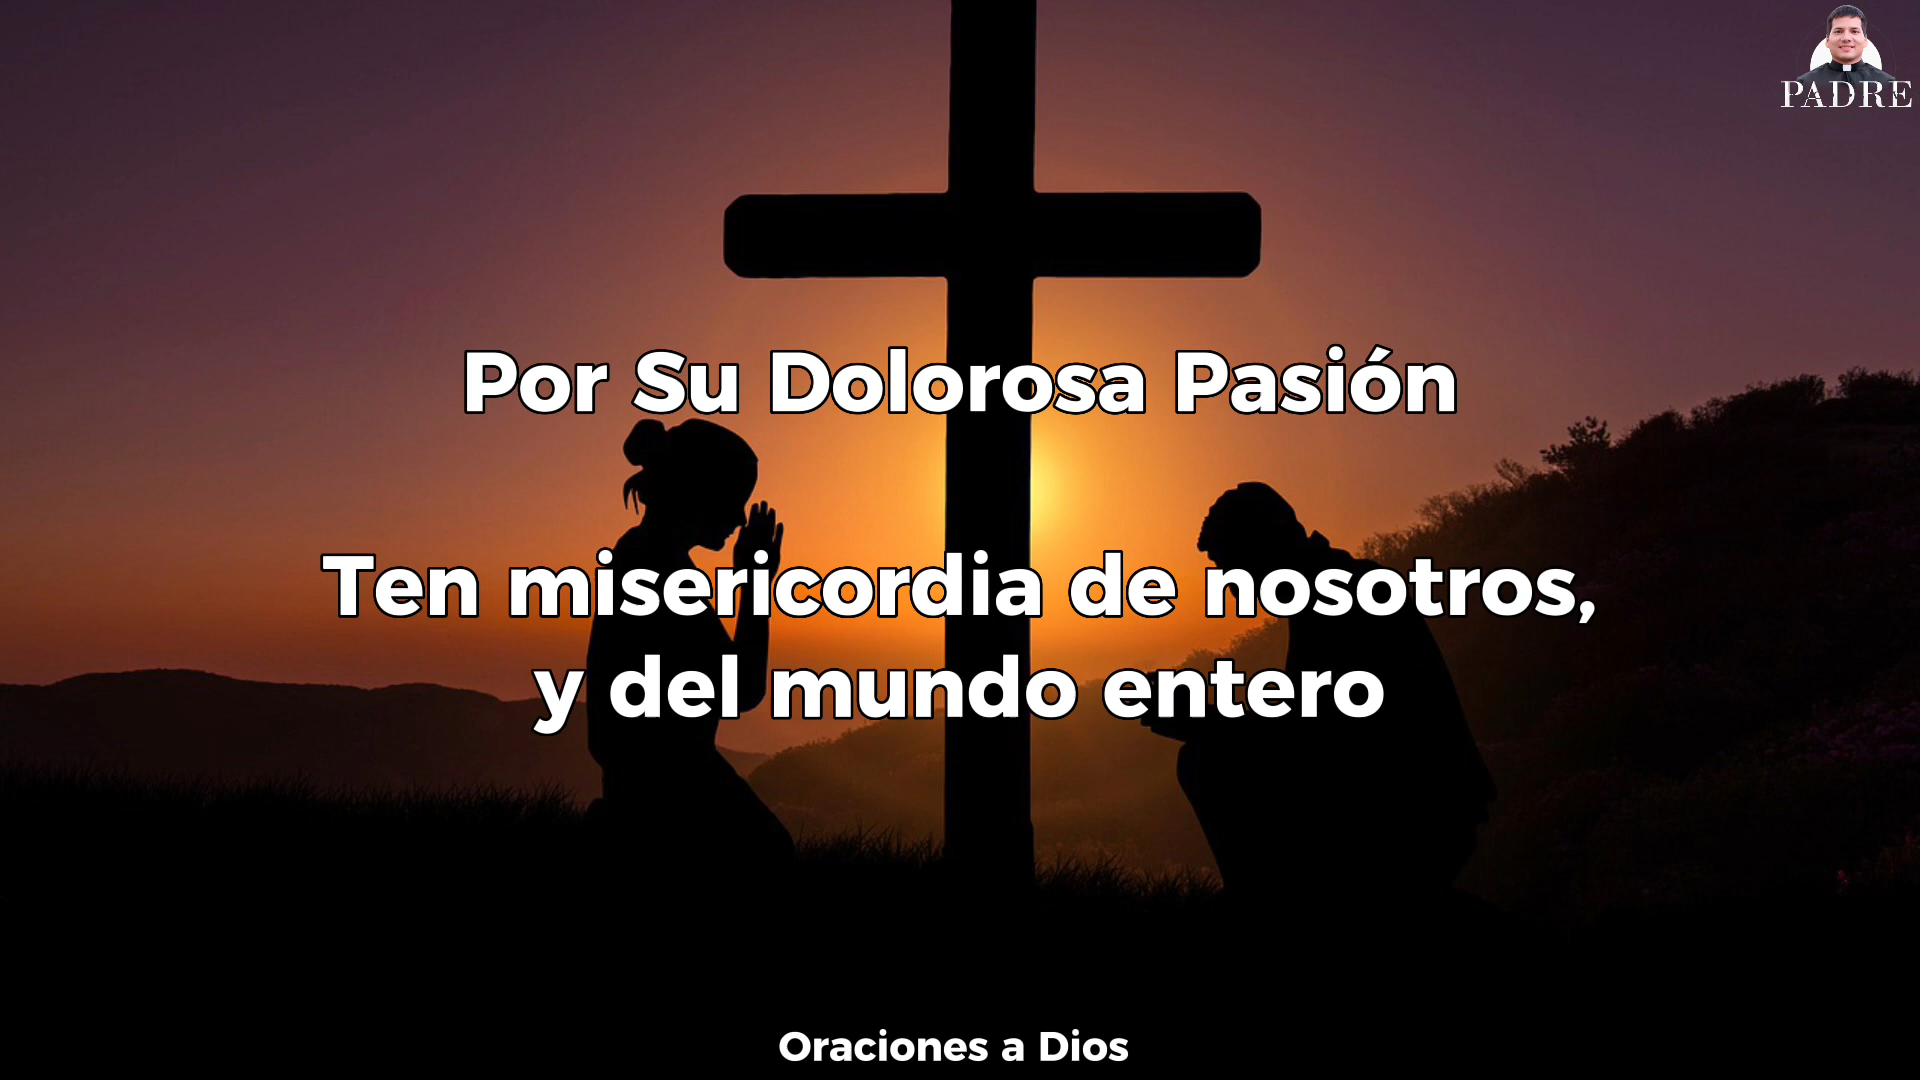 PADRE
Por Su Dolorosa Pasión
Ten misericordia de nosotros,
y del mundo entero
Oraciones a Dios